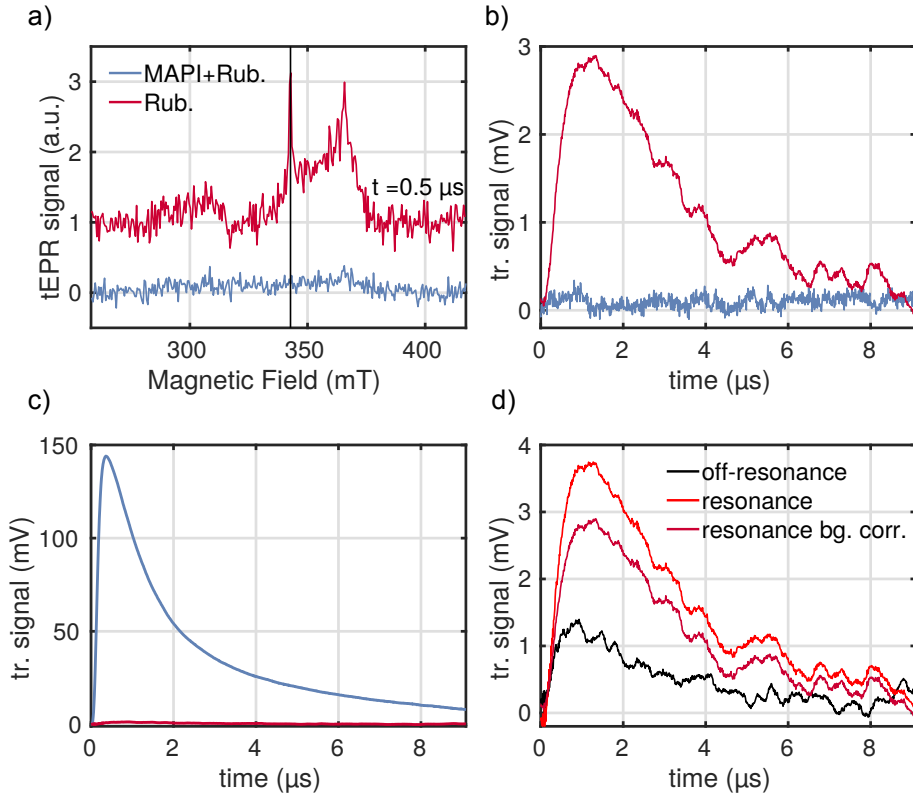 a)
3
2
1
0
tEPR signal (a.u.)
MAPI+Rub.
Rub.
t =0.5 µs
300
350
400
Magnetic Field (mT)
b)
3
2
1
0
tr. signal (mV)
0
2
4
6
8
time (µs)
c)
150
100
50
0
tr. signal (mV)
0
2
4
6
8
time (µs)
d)
4
3
2
1
0
tr. signal (mV)
off-resonance
resonance
resonance bg. corr.
0
2
4
6
8
time (µs)